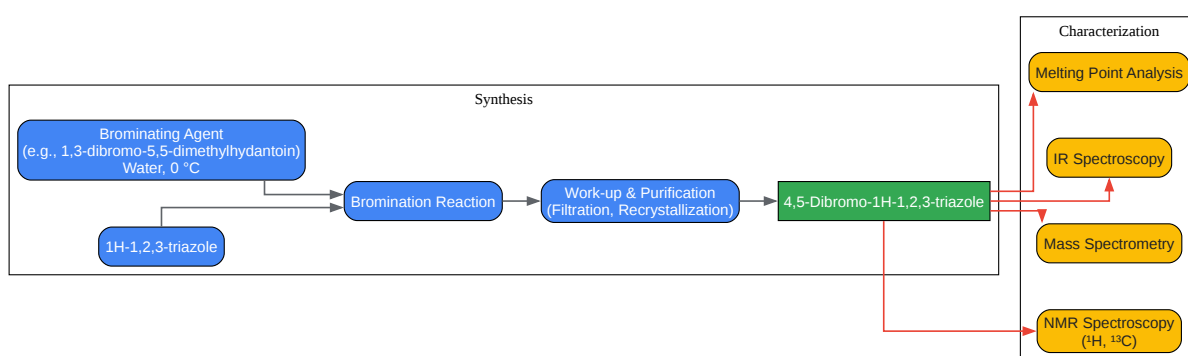 Characterization
Melting Point Analysis
Synthesis
Brominating Agent
(e.g., 1,3-dibromo-5,5-dimethylhydantoin)
Water, 0 °C
IR Spectroscopy
Bromination Reaction
Work-up & Purification
(Filtration, Recrystallization)
4,5-Dibromo-1H-1,2,3-triazole
1H-1,2,3-triazole
Mass Spectrometry
NMR Spectroscopy
(¹H, ¹³C)